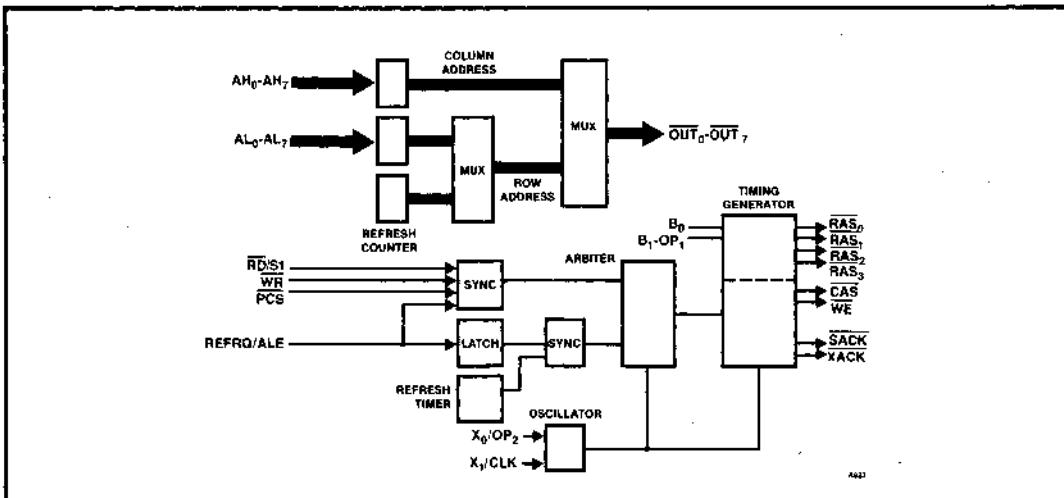 COLUMN
ADDRESS
AH₀-AH₇
MUX
OUT₀-OUT₇
AL₀-AL₇
MUX
ROW
ADDRESS
REFRESH
COUNTER
TIMING
GENERATOR
B₀
B₁-OP₁
RAS₀
RAS₁
RAS₂
RAS₃
ARBITER
RD/S1
WR
PCS
SYNC
CAS
WE
REFRQ/ALE
LATCH
SYNC
SACK
XACK
REFRESH
TIMER
OSCILLATOR
X₀/OP₂
X₁/CLK